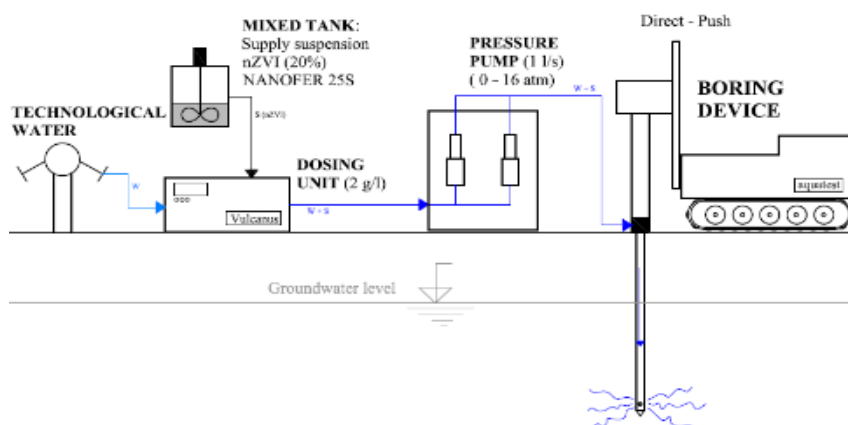 MIXED TANK:
Supply suspension
nZVI (20%)
NANOFER 25S
TECHNOLOGICAL
WATER
W
S (nZVI)
DOSING
UNIT (2 g/l)
Vulcanus
W + S
PRESSURE
PUMP (1 l/s)
( 0 – 16 atm)
W + S
Direct - Push
BORING
DEVICE
aquatest
Groundwater level